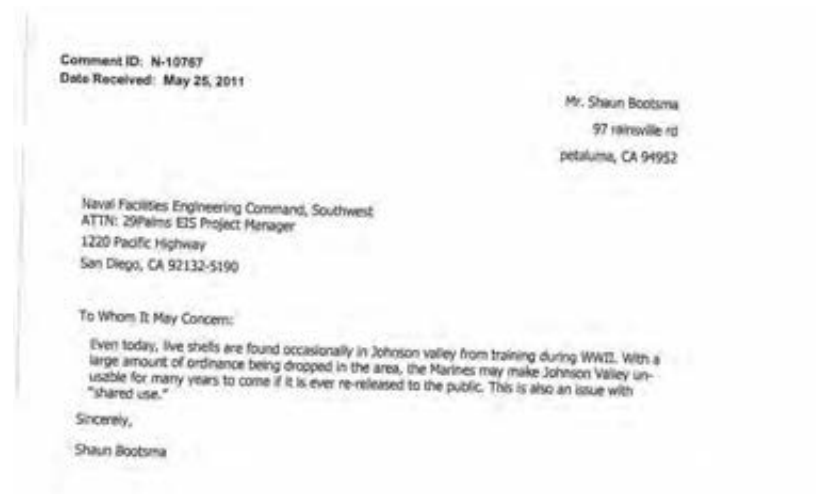 Comment ID: N-10767
Date Received: May 25, 2011
Mr. Shaun Bootsma
97 rainsville rd
petaluma, CA 94952
Naval Facilities Engineering Command, Southwest
ATTN: 29Palms EIS Project Manager
1220 Pacific Highway
San Diego, CA 92132-5190
To Whom It May Concern:
Even today, live shells are found occasionally in Johnson valley from training during WWII. With a
large amount of ordinance being dropped in the area, the Marines may make Johnson Valley un-
usable for many years to come if it is ever re-released to the public. This is also an issue with
"shared use."
Sincerely,
Shaun Bootsma